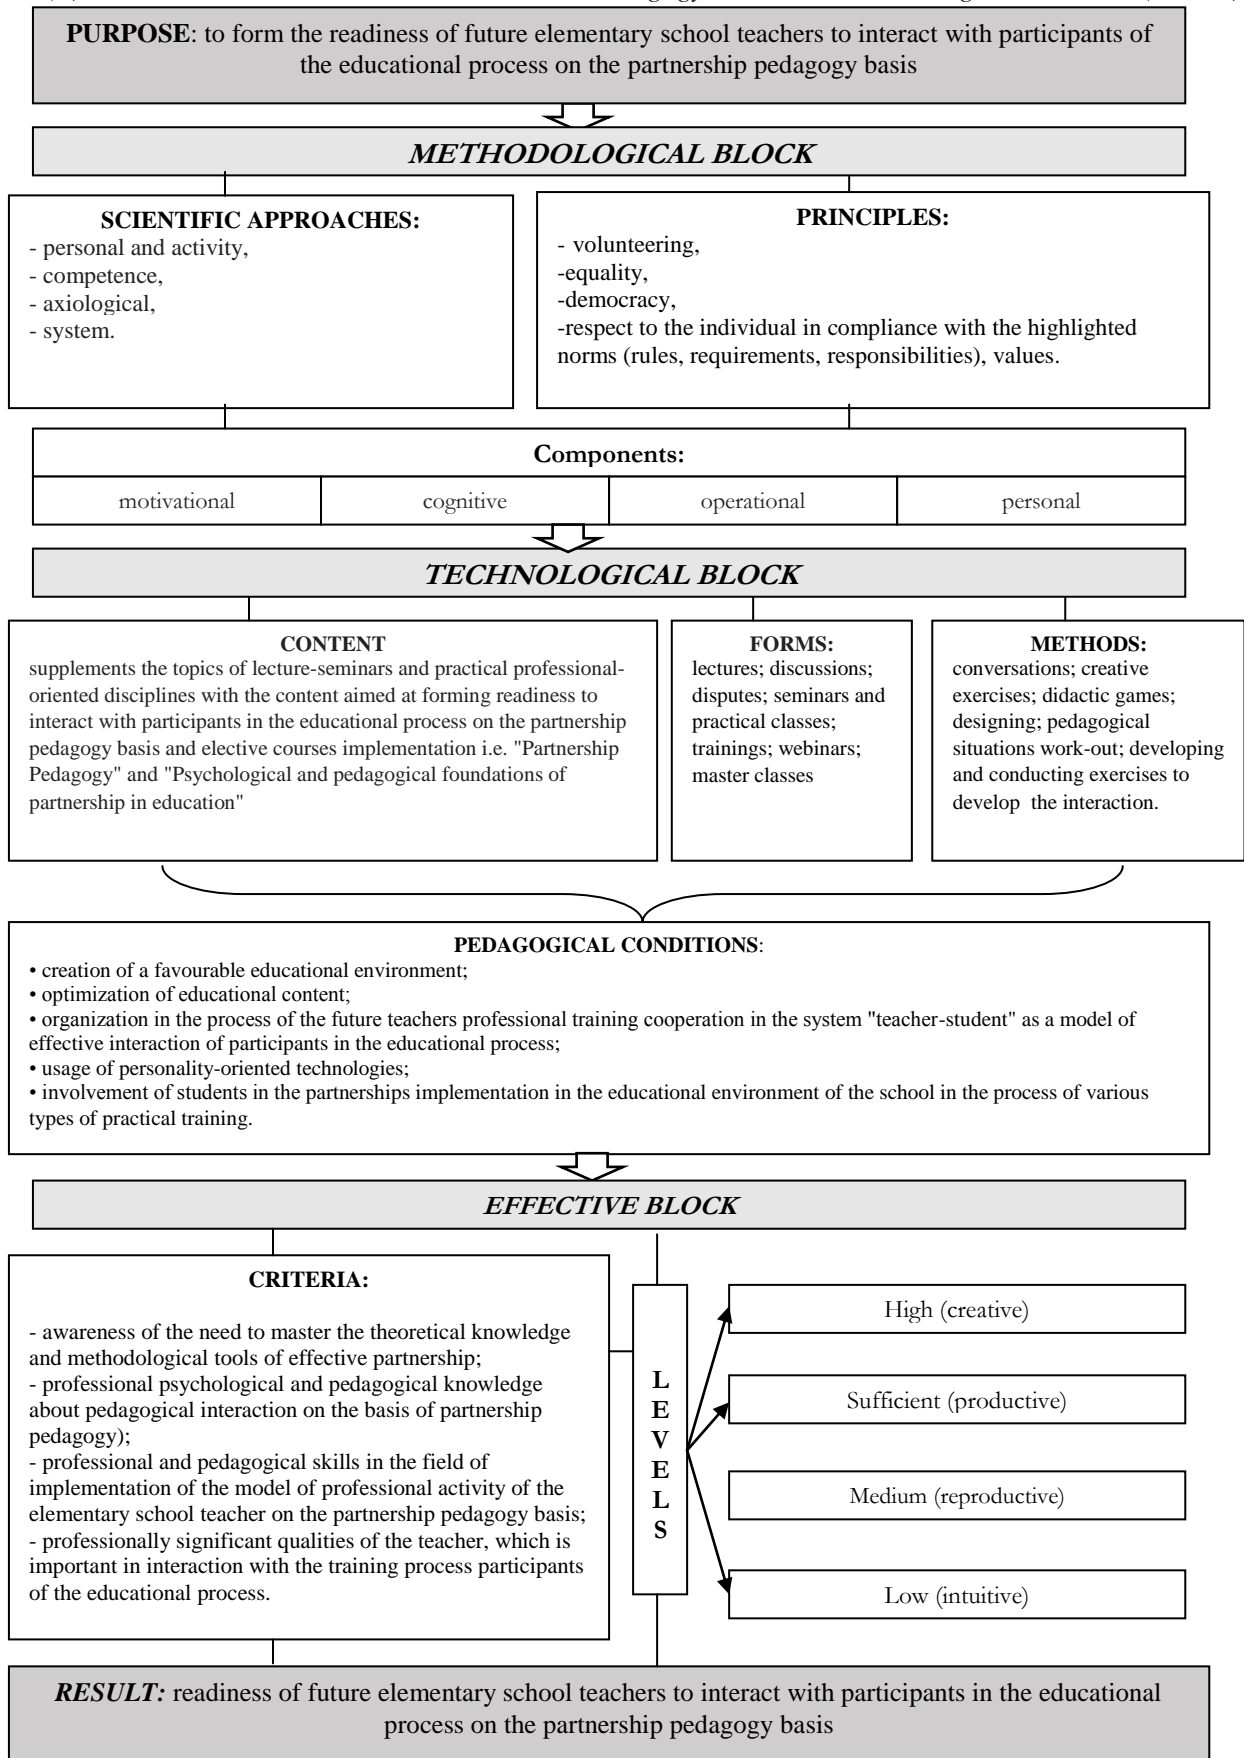 PURPOSE: to form the readiness of future elementary school teachers to interact with participants of
the educational process on the partnership pedagogy basis
METHODOLOGICAL BLOCK
SCIENTIFIC APPROACHES:
- personal and activity,
- competence,
- axiological,
- system.
PRINCIPLES:
- volunteering,
-equality,
-democracy,
-respect to the individual in compliance with the highlighted
norms (rules, requirements, responsibilities), values.
Components:
motivational
cognitive
operational
personal
TECHNOLOGICAL BLOCK
CONTENT
supplements the topics of lecture-seminars and practical professional-
oriented disciplines with the content aimed at forming readiness to
interact with participants in the educational process on the partnership
pedagogy basis and elective courses implementation i.e. "Partnership
Pedagogy" and "Psychological and pedagogical foundations of
partnership in education"
FORMS:
lectures; discussions;
disputes; seminars and
practical classes;
trainings; webinars;
master classes
METHODS:
conversations; creative
exercises; didactic games;
designing; pedagogical
situations work-out; developing
and conducting exercises to
develop the interaction.
PEDAGOGICAL CONDITIONS:
• creation of a favourable educational environment;
• optimization of educational content;
• organization in the process of the future teachers professional training cooperation in the system "teacher-student" as a model of
effective interaction of participants in the educational process;
• usage of personality-oriented technologies;
• involvement of students in the partnerships implementation in the educational environment of the school in the process of various
types of practical training.
EFFECTIVE BLOCK
CRITERIA:
- awareness of the need to master the theoretical knowledge
and methodological tools of effective partnership;
- professional psychological and pedagogical knowledge
about pedagogical interaction on the basis of partnership
pedagogy);
- professional and pedagogical skills in the field of
implementation of the model of professional activity of the
elementary school teacher on the partnership pedagogy basis;
- professionally significant qualities of the teacher, which is
important in interaction with the training process participants
of the educational process.
LEVELS
High (creative)
Sufficient (productive)
Medium (reproductive)
Low (intuitive)
RESULT: readiness of future elementary school teachers to interact with participants in the educational
process on the partnership pedagogy basis